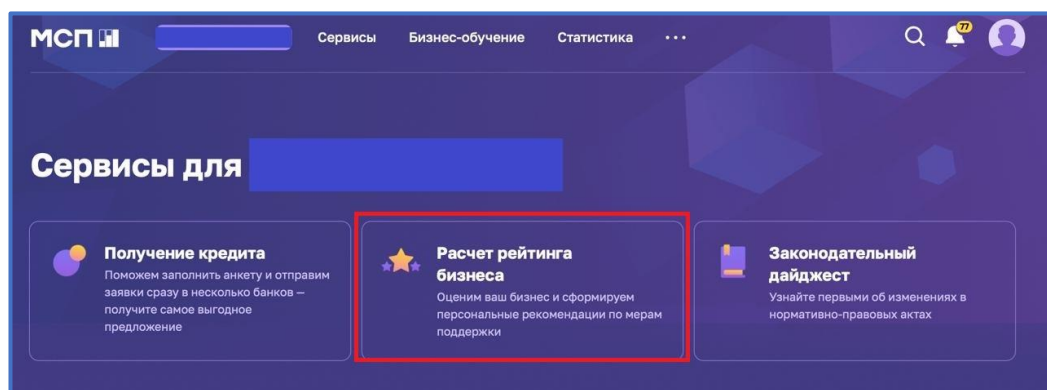 МСП
Сервисы Бизнес-обучение Статистика ...
77
Сервисы для
Получение кредита
Поможем заполнить анкету и отправим
заявки сразу в несколько банков —
получите самое выгодное
предложение
Расчет рейтинга
бизнеса
Оценим ваш бизнес и сформируем
персональные рекомендации по мерам
поддержки
Законодательный
дайджест
Узнайте первыми об изменениях в
нормативно-правовых актах